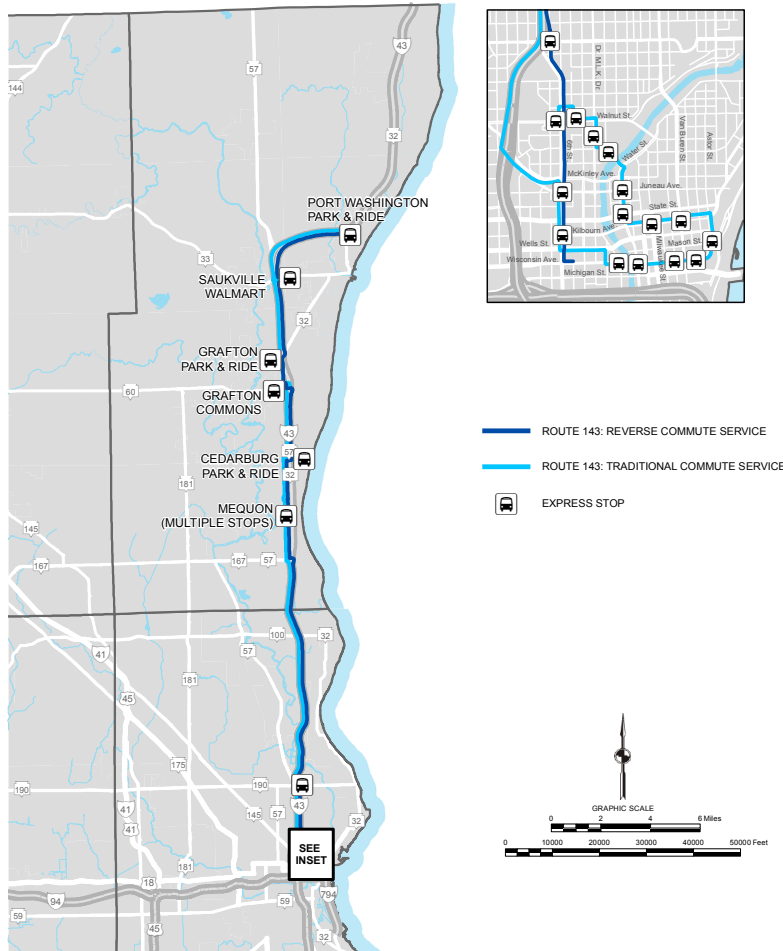 43
57
144
32
PORT WASHINGTON
PARK & RIDE
33
SAUKVILLE
WALMART
32
GRAFTON
PARK & RIDE
60
GRAFTON
COMMONS
43
57
32
CEDARBURG
PARK & RIDE
181
MEQUON
(MULTIPLE STOPS)
145
167
167
57
100
32
57
41
181
45
175
190
190
43
145
57
32
41
41
SEE
INSET
181
18
94
59
45
59
794
32
Dr. M.L.K. Dr.
Walnut St.
Van Buren St.
Astor St.
6th St.
Water St.
McKinley Ave.
Juneau Ave.
State St.
Kilbourn Ave.
Wells St.
Mason St.
Milwaukee St.
Wisconsin Ave.
Michigan St.
ROUTE 143: REVERSE COMMUTE SERVICE
ROUTE 143: TRADITIONAL COMMUTE SERVICE
EXPRESS STOP
GRAPHIC SCALE
0 2 4 6 Miles
0 10000 20000 30000 40000 50000 Feet